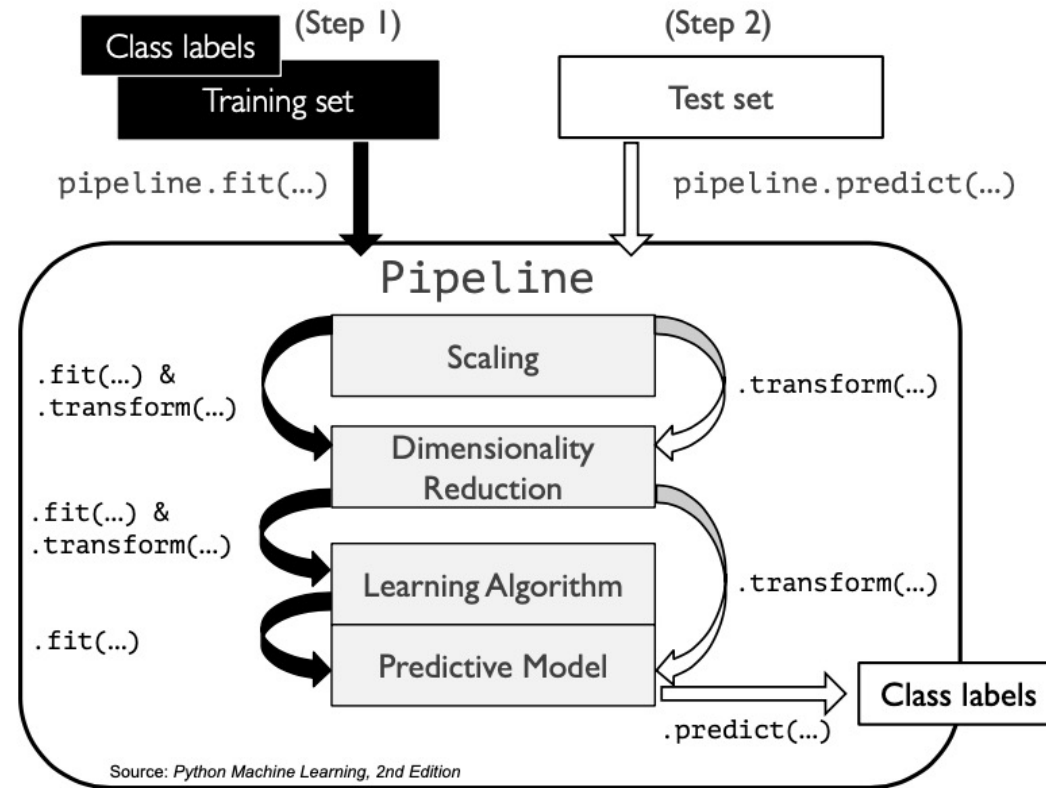 (Step 1)
(Step 2)
Class labels
Training set
Test set
pipeline.fit(...)
pipeline.predict(...)
Pipeline
Scaling
.fit(...) &
.transform(...)
.transform(...)
Dimensionality
Reduction
.fit(...) &
.transform(...)
Learning Algorithm
.transform(...)
.fit(...)
Predictive Model
Class labels
.predict(...)
Source: Python Machine Learning, 2nd Edition